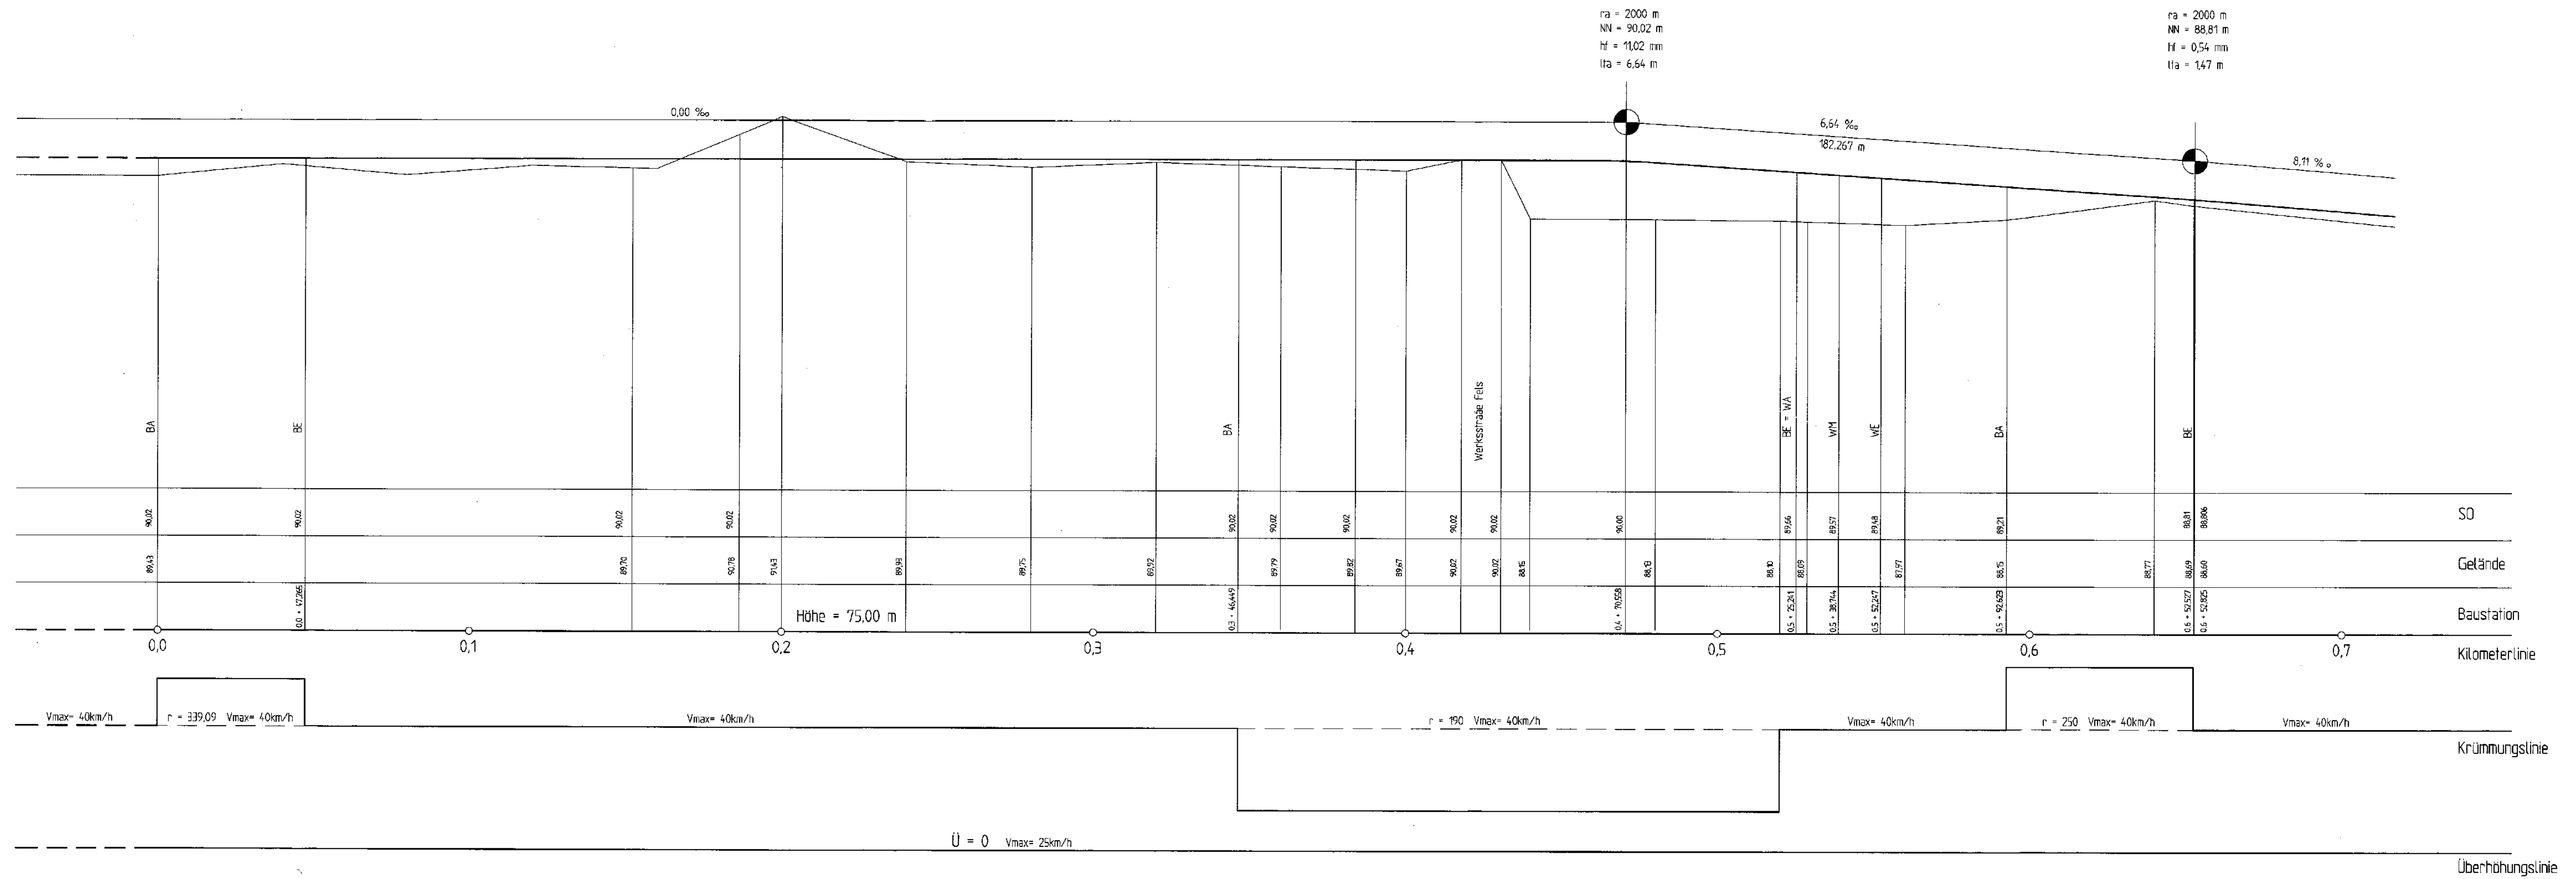 ra = 2000 m
NN = 90,02 m
hf = 11,02 mm
lta = 6,64 m
ra = 2000 m
NN = 88,81 m
hf = 0,54 mm
lta = 1,47 m
0,00 ‰
6,64 ‰
182.267 m
8,11 ‰
BA
BE
BA
Werksstraße Fels
BE = WA
WM
WE
BA
BE
90,02 90,02 90,02 90,02 90,02 90,02 90,02 90,02 90,02 90,00 89,66 89,57 89,48 89,21 88,81 88,806
SO
89,43 89,70 90,78 91,43 89,93 89,75 89,92 89,79 89,82 89,67 90,02 90,02 88,16 88,13 88,10 88,09 87,97 88,15 88,77 88,69 88,60
Gelände
0,0 + 47,266 0,3 + 46,449 0,4 + 70,558 0,5 + 25,241 0,5 + 38,744 0,5 + 52,247 0,5 + 92,623 0,6 + 52,527 0,6 + 52,825
Baustation
Höhe = 75,00 m
0,0 0,1 0,2 0,3 0,4 0,5 0,6 0,7
Kilometerlinie
Vmax= 40km/h r = 339,09 Vmax= 40km/h Vmax= 40km/h r = 190 Vmax= 40km/h Vmax= 40km/h r = 250 Vmax= 40km/h Vmax= 40km/h
Krümmungslinie
Ü = 0 Vmax= 25km/h
Überhöhungslinie